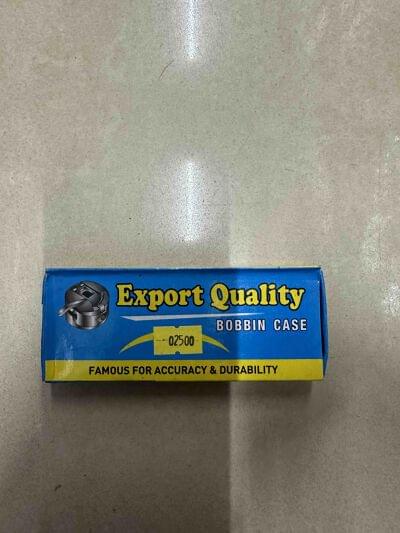 Export Quality
BOBBIN CASE
02500
FAMOUS FOR ACCURACY & DURABILITY